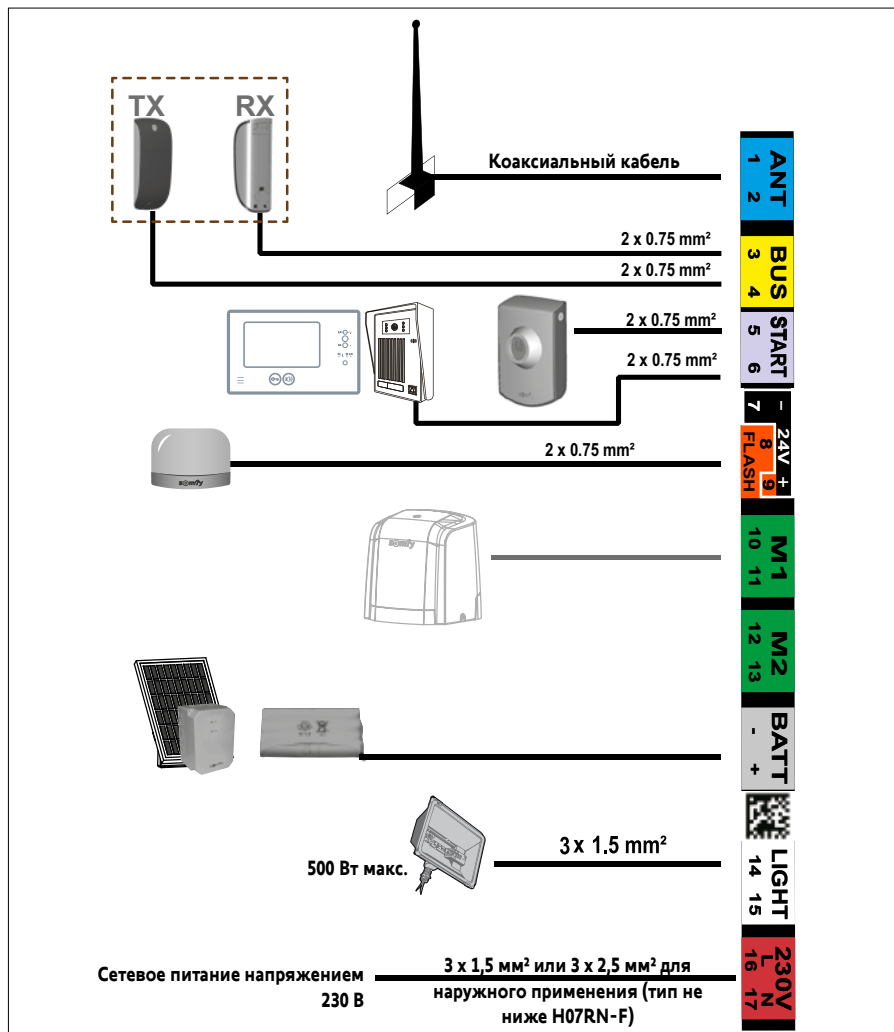 TX RX
Коаксиальный кабель
ANT
1 2
2 x 0.75 mm²
2 x 0.75 mm²
BUS
3 4
2 x 0.75 mm²
2 x 0.75 mm²
START
5 6
- 24V +
7 8 9
FLASH
2 x 0.75 mm²
somfy
somfy
M1
10 11
M2
12 13
BATT
- +
500 Вт макс.
3 x 1.5 mm²
LIGHT
14 15
Сетевое питание напряжением
230 В
3 x 1,5 мм² или 3 x 2,5 мм² для
наружного применения (тип не
ниже H07RN-F)
230V
L N
16 17